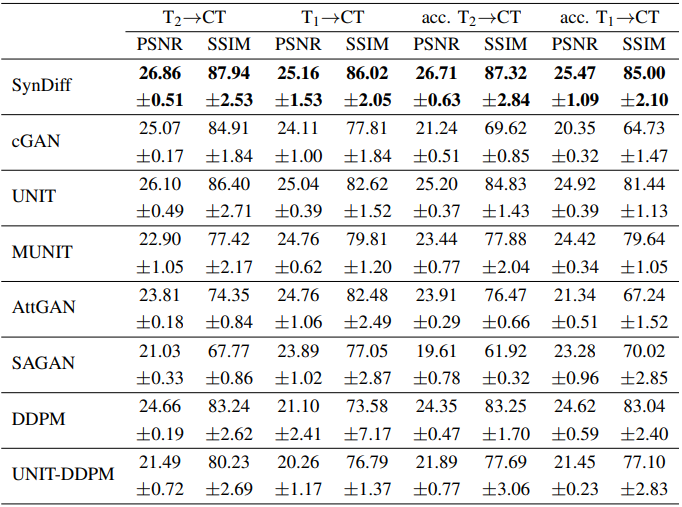 T2→CT T1→CT acc. T2→CT acc. T1→CT
PSNR SSIM PSNR SSIM PSNR SSIM PSNR SSIM
SynDiff 26.86 87.94 25.16 86.02 26.71 87.32 25.47 85.00
±0.51 ±2.53 ±1.53 ±2.05 ±0.63 ±2.84 ±1.09 ±2.10
cGAN 25.07 84.91 24.11 77.81 21.24 69.62 20.35 64.73
±0.17 ±1.84 ±1.00 ±1.84 ±0.51 ±0.85 ±0.32 ±1.47
UNIT 26.10 86.40 25.04 82.62 25.20 84.83 24.92 81.44
±0.49 ±2.71 ±0.39 ±1.52 ±0.37 ±1.43 ±0.39 ±1.13
MUNIT 22.90 77.42 24.76 79.81 23.44 77.88 24.42 79.64
±1.05 ±2.17 ±0.62 ±1.20 ±0.77 ±2.04 ±0.34 ±1.05
AttGAN 23.81 74.35 24.76 82.48 23.91 76.47 21.34 67.24
±0.18 ±0.84 ±1.06 ±2.49 ±0.29 ±0.66 ±0.51 ±1.52
SAGAN 21.03 67.77 23.89 77.05 19.61 61.92 23.28 70.02
±0.33 ±0.86 ±1.02 ±2.87 ±0.78 ±0.32 ±0.96 ±2.85
DDPM 24.66 83.24 21.10 73.58 24.35 83.25 24.62 83.04
±0.19 ±2.62 ±2.41 ±7.17 ±0.47 ±1.70 ±0.59 ±2.40
UNIT-DDPM 21.49 80.23 20.26 76.79 21.89 77.69 21.45 77.10
±0.72 ±2.69 ±1.17 ±1.37 ±0.77 ±3.06 ±0.23 ±2.83